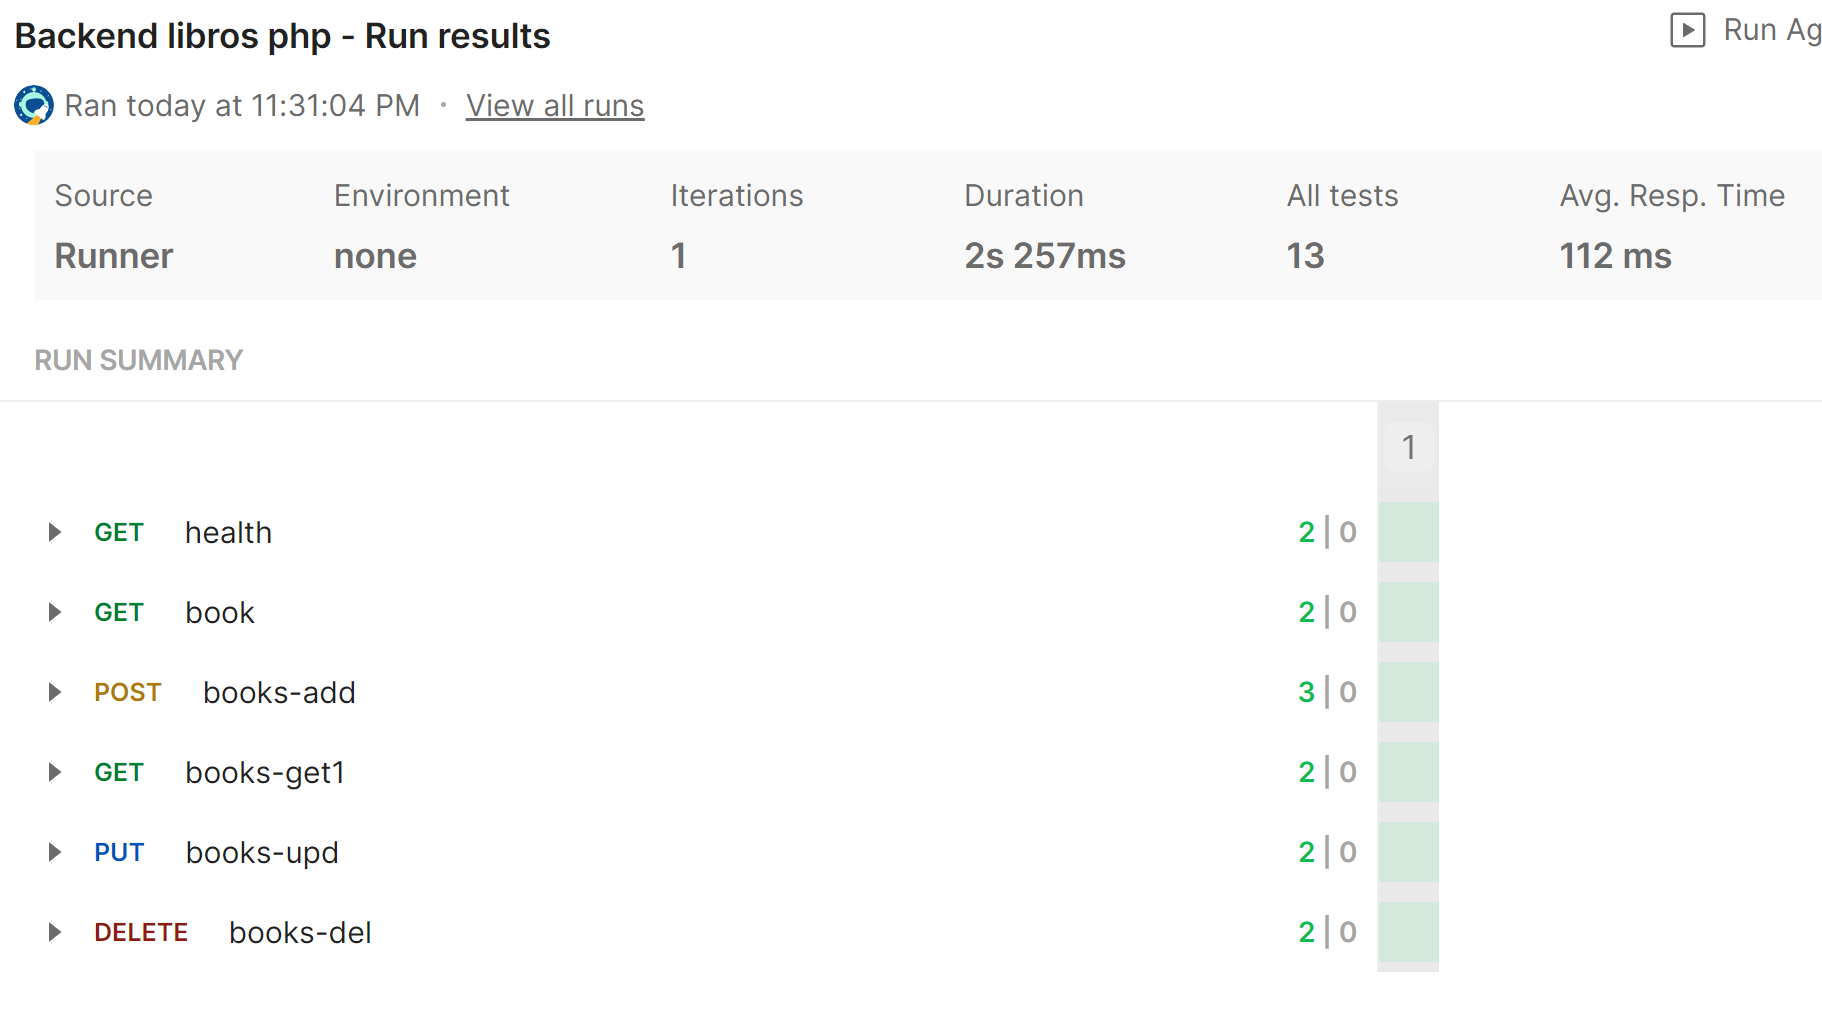 Backend libros php - Run results
Run Ag
Ran today at 11:31:04 PM · View all runs
Source Environment Iterations Duration All tests Avg. Resp. Time
Runner none 1 2s 257ms 13 112 ms
RUN SUMMARY
1
GET health 2 | 0
GET book 2 | 0
POST books-add 3 | 0
GET books-get1 2 | 0
PUT books-upd 2 | 0
DELETE books-del 2 | 0